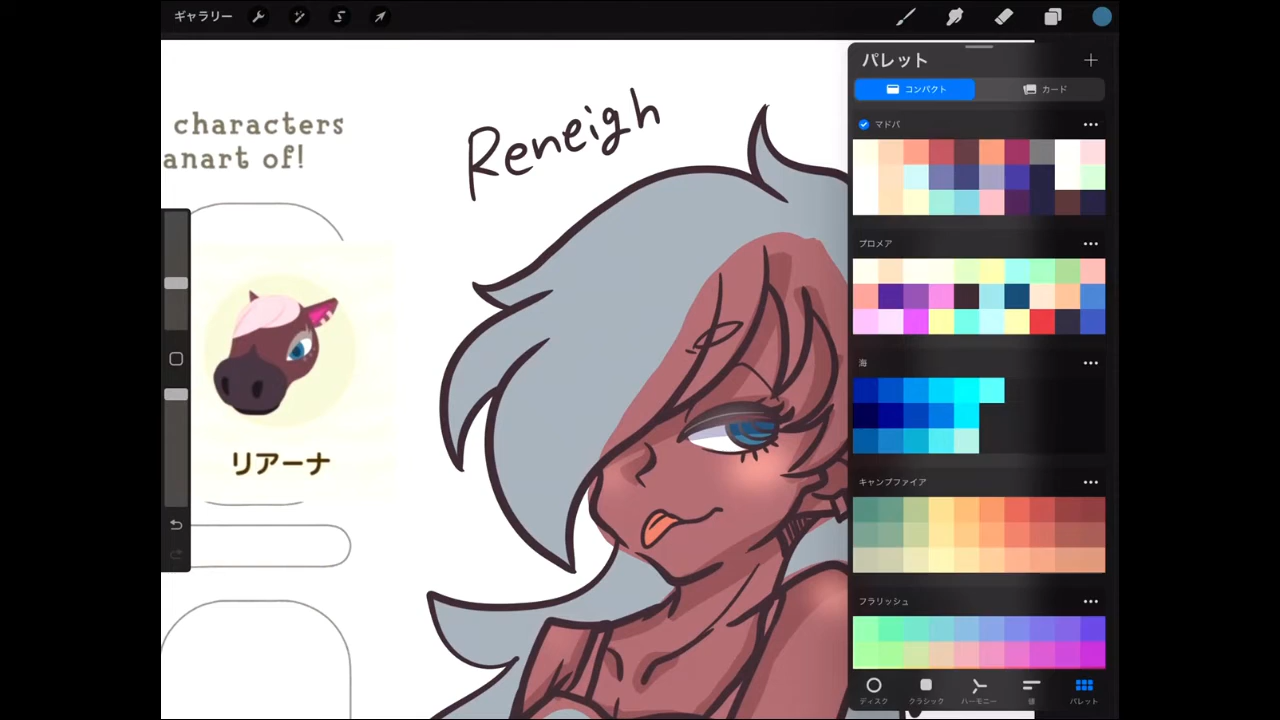 ギャラリー
characters
anart of!
Reneigh
リアーナ
パレット
コンパクト
カード
マドパ
プロメア
海
キャンプファイア
フラリッシュ
ディスク
クラシック
ハーモニー
値
パレット